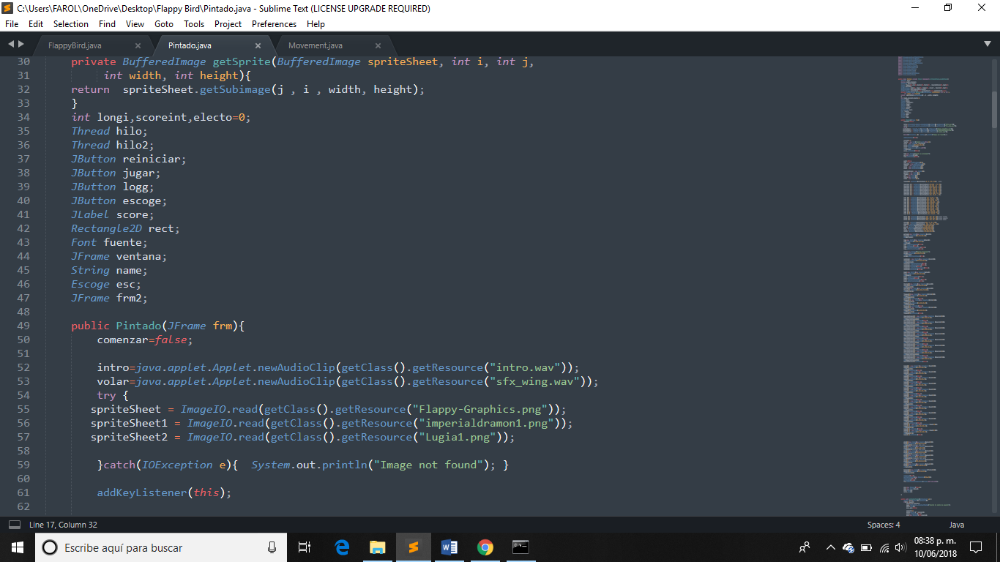 C:\Users\FAROL\OneDrive\Desktop\Flappy Bird\Pintado.java - Sublime Text (LICENSE UPGRADE REQUIRED)
File Edit Selection Find View Goto Tools Project Preferences Help
FlappyBird.java Pintado.java Movement.java
30 private BufferedImage getSprite(BufferedImage spriteSheet, int i, int j,
31 int width, int height){
32 return  spriteSheet.getSubimage(j , i , width, height);
33 }
34 int longi,scoreint,electo=0;
35 Thread hilo;
36 Thread hilo2;
37 JButton reiniciar;
38 JButton jugar;
39 JButton logg;
40 JButton escoge;
41 JLabel score;
42 Rectangle2D rect;
43 Font fuente;
44 JFrame ventana;
45 String name;
46 Escoge esc;
47 JFrame frm2;
48
49 public Pintado(JFrame frm){
50 comenzar=false;
51
52 intro=java.applet.Applet.newAudioClip(getClass().getResource("intro.wav"));
53 volar=java.applet.Applet.newAudioClip(getClass().getResource("sfx_wing.wav"));
54 try {
55 spriteSheet = ImageIO.read(getClass().getResource("Flappy-Graphics.png"));
56 spriteSheet1 = ImageIO.read(getClass().getResource("imperialdramon1.png"));
57 spriteSheet2 = ImageIO.read(getClass().getResource("Lugia1.png"));
58
59 }catch(IOException e){  System.out.println("Image not found"); }
60
61 addKeyListener(this);
62
Line 17, Column 32 Spaces: 4 Java
Escribe aquí para buscar
08:38 p. m.
10/06/2018